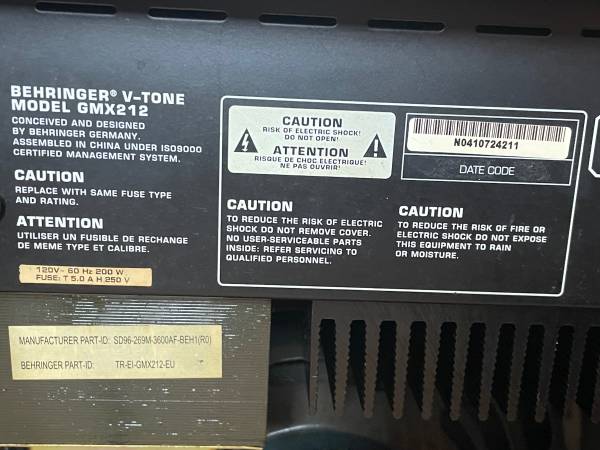 BEHRINGER® V-TONE
MODEL GMX212
CONCEIVED AND DESIGNED
BY BEHRINGER GERMANY.
ASSEMBLED IN CHINA UNDER ISO9000
CERTIFIED MANAGEMENT SYSTEM.
CAUTION
REPLACE WITH SAME FUSE TYPE
AND RATING.
ATTENTION
UTILISER UN FUSIBLE DE RECHANGE
DE MEME TYPE ET CALIBRE.
120V~ 60 Hz 200 W
FUSE: T 5.0 A H 250 V
CAUTION
RISK OF ELECTRIC SHOCK!
DO NOT OPEN!
ATTENTION
RISQUE DE CHOC ELECTRIQUE!
NE PAS OUVRIR!
N0410724211
DATE CODE
CAUTION
TO REDUCE THE RISK OF ELECTRIC
SHOCK DO NOT REMOVE COVER.
NO USER-SERVICEABLE PARTS
INSIDE: REFER SERVICING TO
QUALIFIED PERSONNEL.
CAUTION
TO REDUCE THE RISK OF FIRE OR
ELECTRIC SHOCK DO NOT EXPOSE
THIS EQUIPMENT TO RAIN
OR MOISTURE.
MANUFACTURER PART-ID: SD96-269M-3600AF-BEH1(R0)
BEHRINGER PART-ID: TR-EI-GMX212-EU